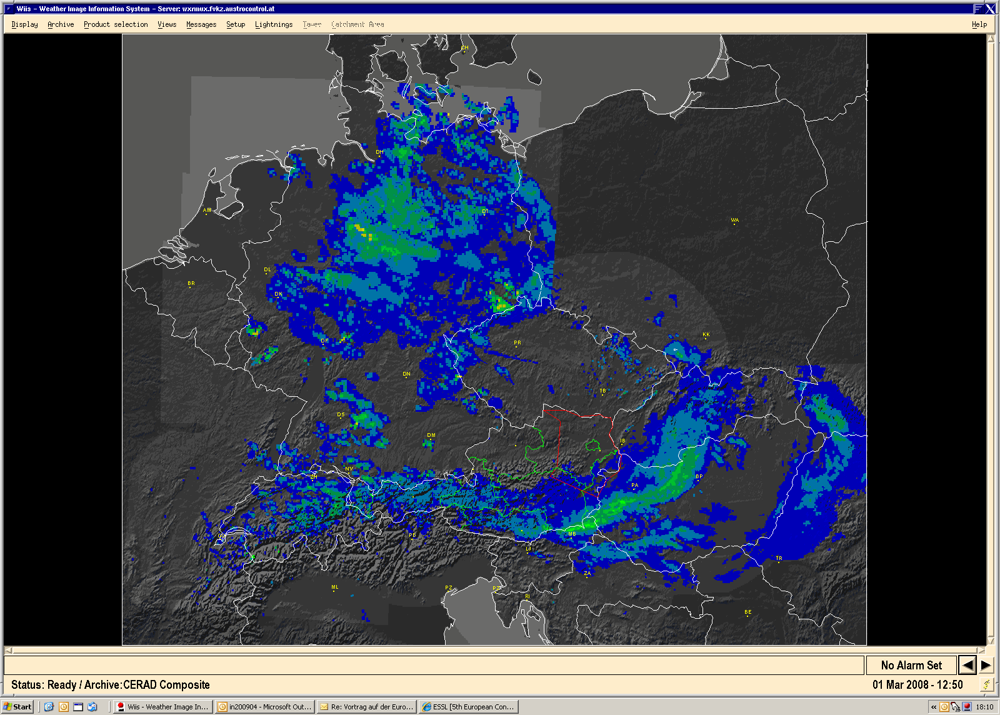 Wiis - Weather Image Information System - Server: wxrmux.fvkz.austrocontrol.at
Display Archive Product selection Views Messages Setup Lightnings Tawes Catchment Area Help
CH
DH
AM
DT
WA
DL
BR
DK
KK
DF
PR
DN
TB
DS
DM
IB
NV
ZH
PA
BP
MB
PB
LJ
TR
ZA
ML
PZ
RI
BE
No Alarm Set
Status: Ready / Archive:CERAD Composite
01 Mar 2008 - 12:50
Start
Wiis - Weather Image In...
in200904 - Microsoft Out...
Re: Vortrag auf der Euro...
ESSL [5th European Con...
«
18:10